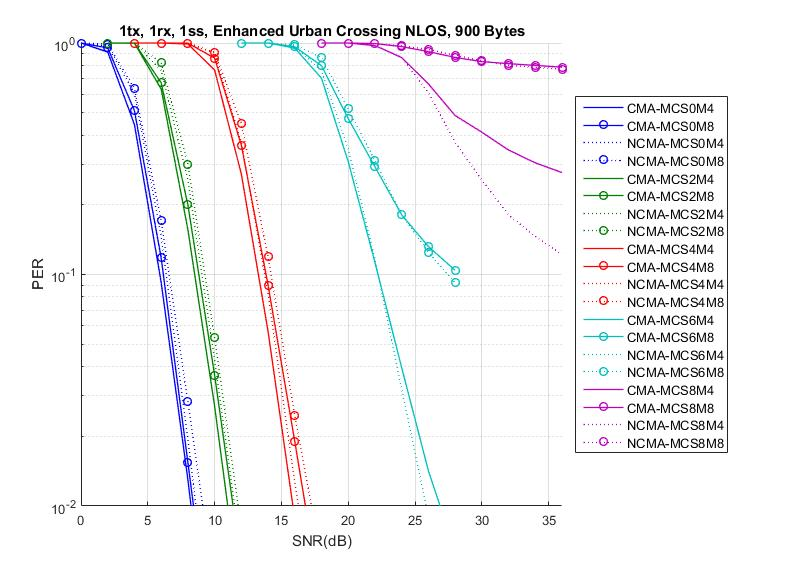 1tx, 1rx, 1ss, Enhanced Urban Crossing NLOS, 900 Bytes
10^0
10^-1
10^-2
PER
0 5 10 15 20 25 30 35
SNR(dB)
CMA-MCS0M4
CMA-MCS0M8
NCMA-MCS0M4
NCMA-MCS0M8
CMA-MCS2M4
CMA-MCS2M8
NCMA-MCS2M4
NCMA-MCS2M8
CMA-MCS4M4
CMA-MCS4M8
NCMA-MCS4M4
NCMA-MCS4M8
CMA-MCS6M4
CMA-MCS6M8
NCMA-MCS6M4
NCMA-MCS6M8
CMA-MCS8M4
CMA-MCS8M8
NCMA-MCS8M4
NCMA-MCS8M8